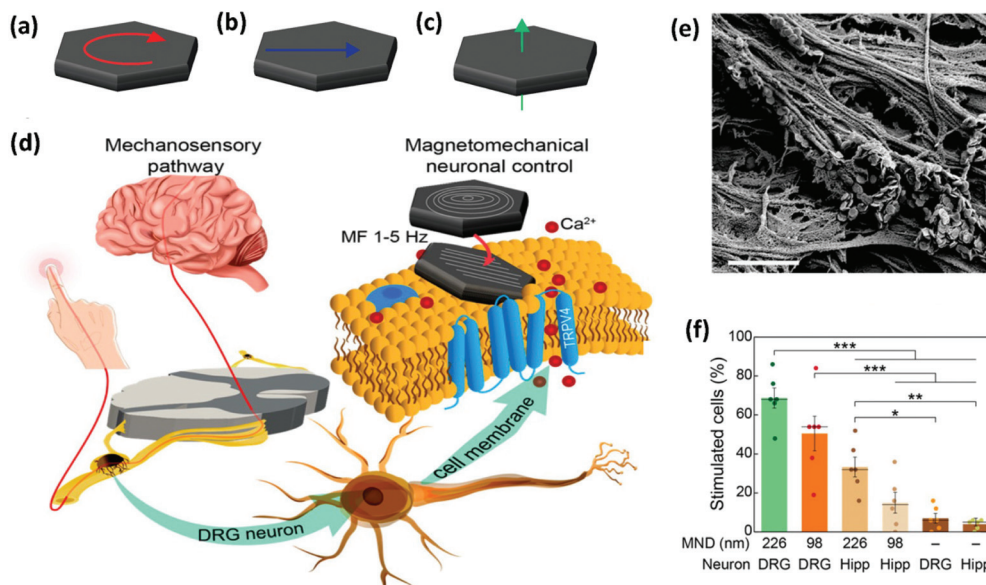 (a)
(b)
(c)
(d)
Mechanosensory
pathway
Magnetomechanical
neuronal control
MF 1-5 Hz
Ca²⁺
TRPV4
cell membrane
DRG neuron
(e)
(f)
Stimulated cells (%)
100
80
60
40
20
0
***
***
**
*
MND (nm) 226 98 226 98 – –
Neuron DRG DRG Hipp Hipp DRG Hipp